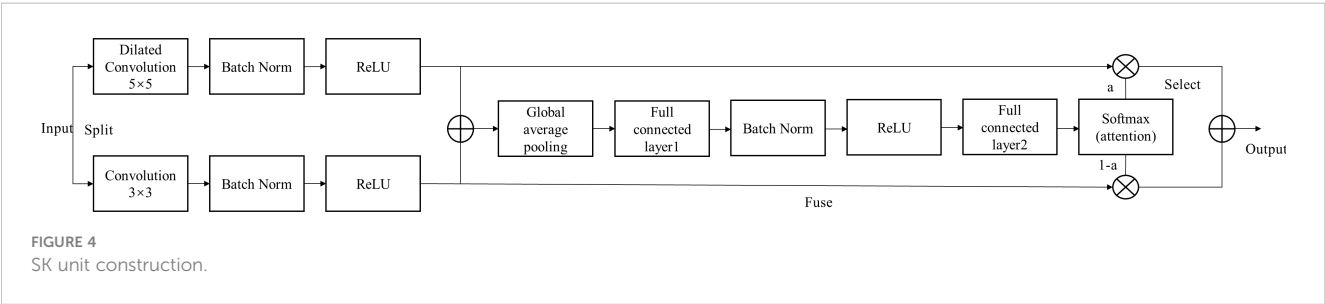 Dilated
Convolution
5×5
Batch Norm
ReLU
Input
Split
Convolution
3×3
Batch Norm
ReLU
Global
average
pooling
Full
connected
layer1
Batch Norm
ReLU
Full
connected
layer2
Softmax
(attention)
a
1-a
Select
Output
Fuse
FIGURE 4
SK unit construction.